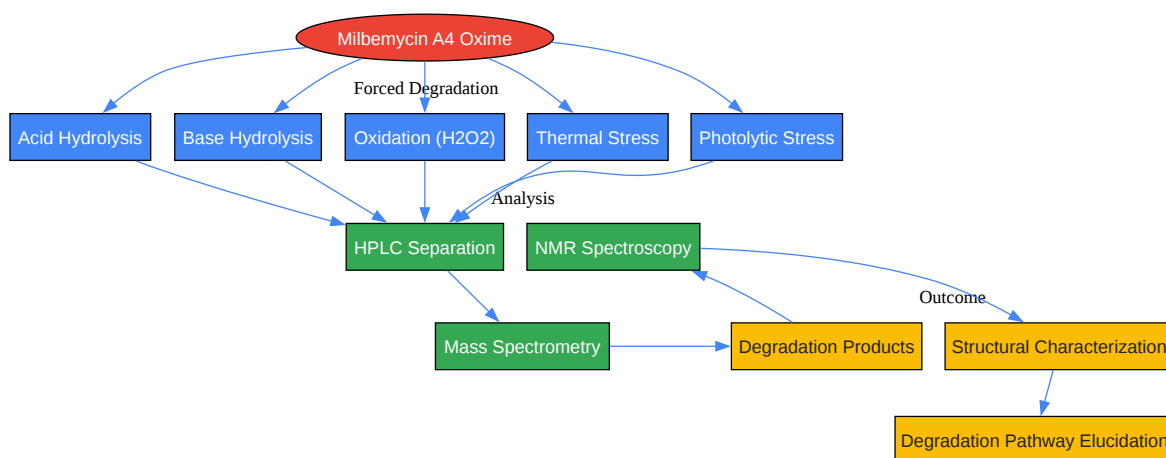 Milbemycin A4 Oxime
Forced Degradation
Acid Hydrolysis
Base Hydrolysis
Oxidation (H2O2)
Thermal Stress
Photolytic Stress
Analysis
HPLC Separation
NMR Spectroscopy
Outcome
Mass Spectrometry
Degradation Products
Structural Characterization
Degradation Pathway Elucidation